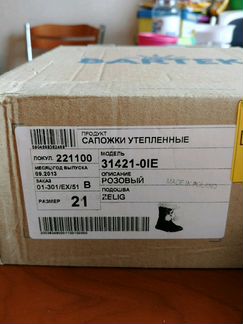 BARTEK
ПРОДУКТ
САПОЖКИ УТЕПЛЕННЫЕ
ПОКУП. 221100
МОДЕЛЬ
31421-0IE
МЕСЯЦ/ГОД ВЫПУСКА
09.2013
ОПИСАНИЕ
РОЗОВЫЙ
ЗАКАЗ
01-301/EX/51 B
MADE IN POLAND
ПОДОШВА
ZELIG
РАЗМЕР 21